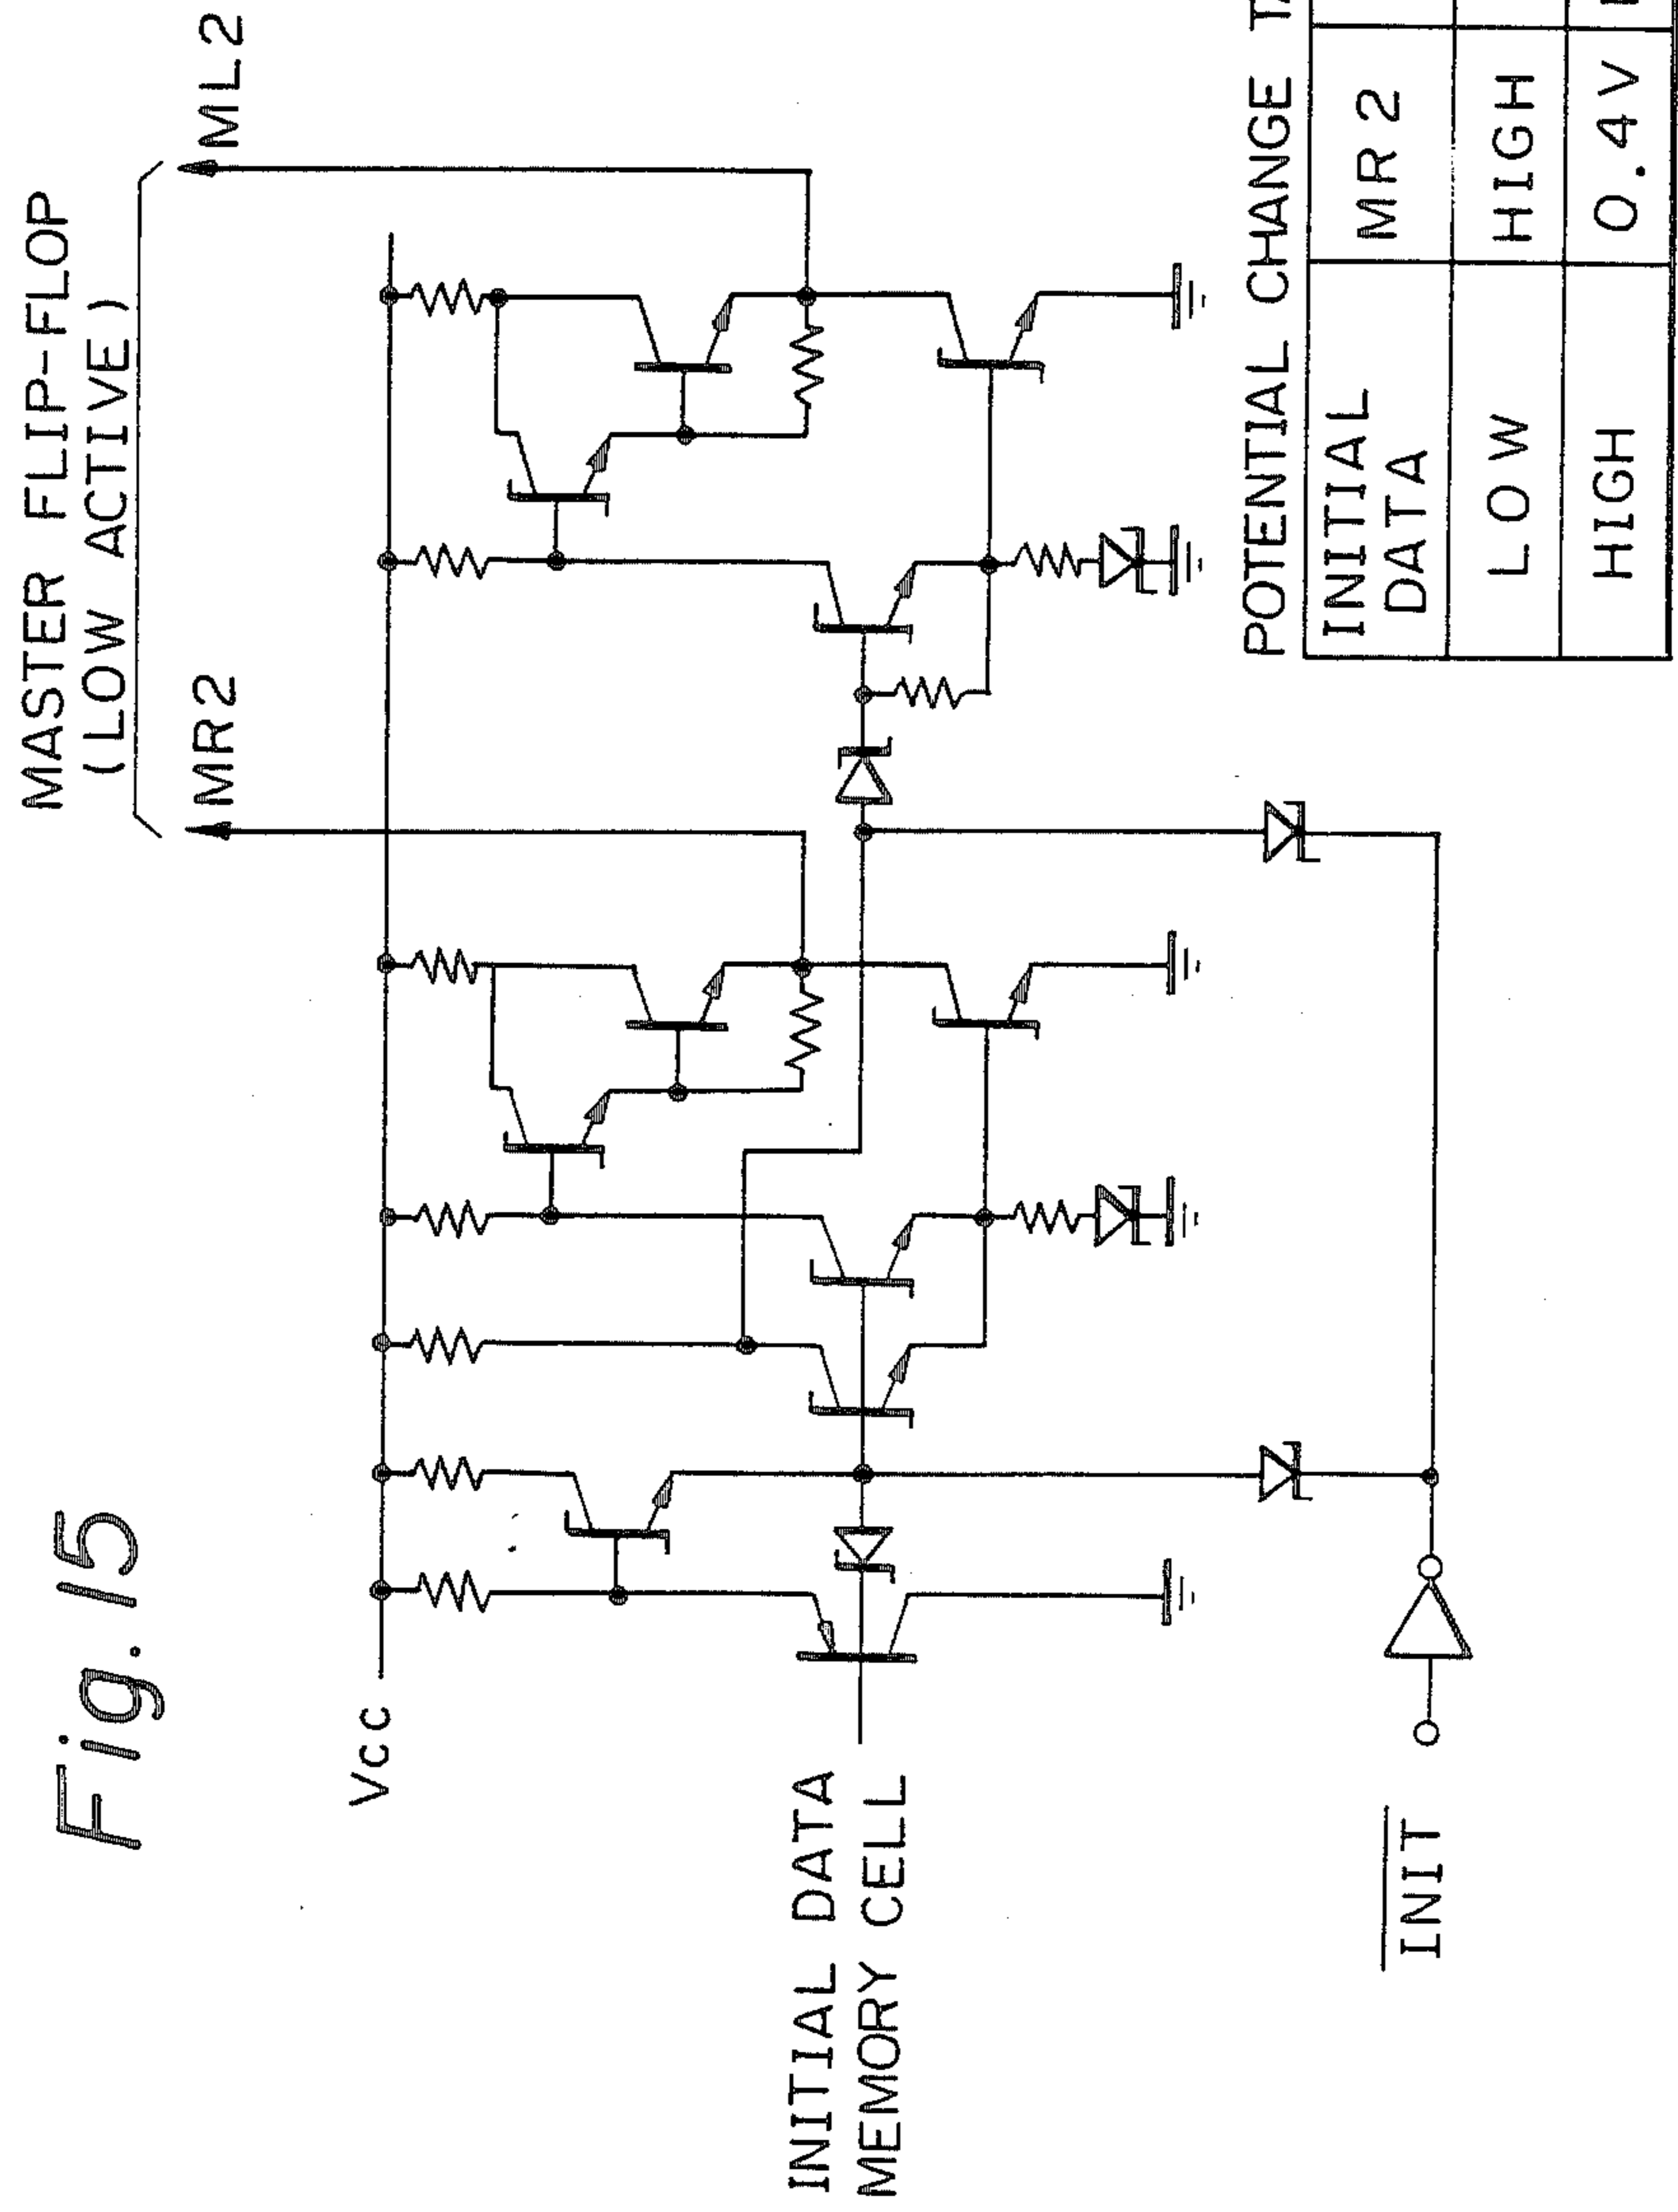 Fig. 15
MASTER FLIP-FLOP
(LOW ACTIVE)
MR2
ML2
Vcc
INITIAL DATA
MEMORY CELL
INIT
POTENTIAL CHANGE
INITIAL DATA MR2
LOW HIGH
HIGH 0.4V